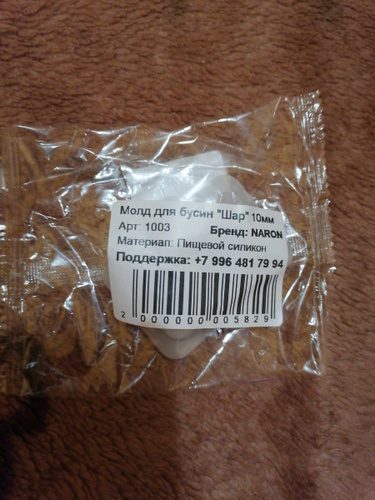 Молд для бусин "Шар" 10мм
Арт: 1003 Бренд: NARON
Материал: Пищевой силикон
Поддержка: +7 996 481 79 94
2 000000 005829